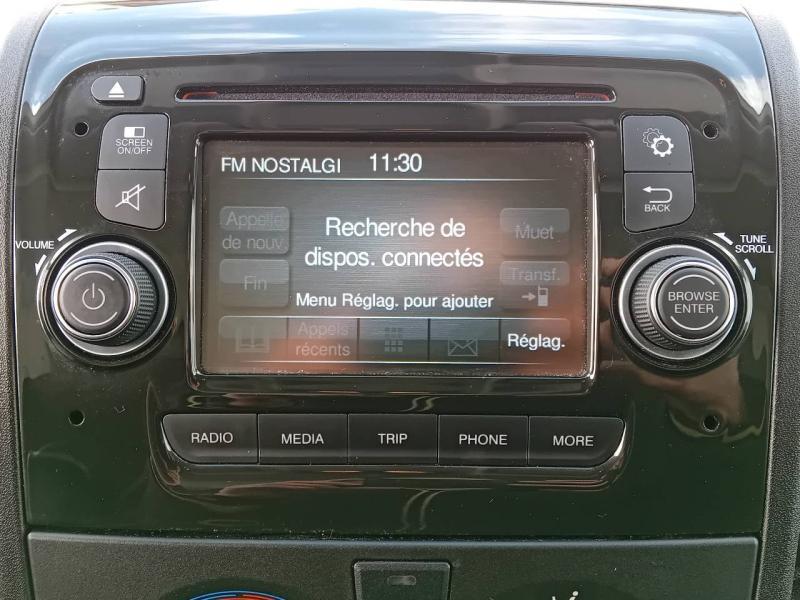 SCREEN
ON/OFF
BACK
VOLUME
TUNE
SCROLL
BROWSE
ENTER
FM NOSTALGI 11:30
Appelle
de nouv.
Recherche de
dispos. connectés
Muet
Fin
Transf.
Menu Réglag. pour ajouter
Appels
récents
Réglag.
RADIO
MEDIA
TRIP
PHONE
MORE